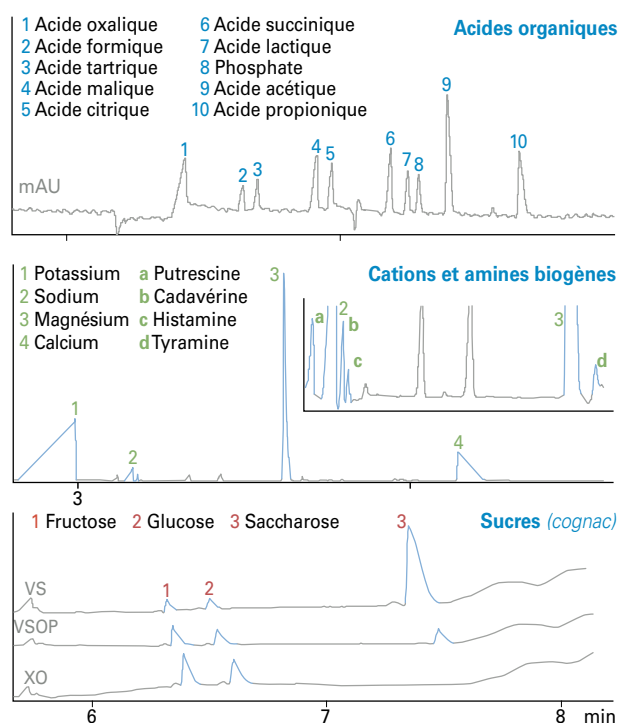 Acides organiques
1 Acide oxalique 6 Acide succinique
2 Acide formique 7 Acide lactique
3 Acide tartrique 8 Phosphate
4 Acide malique 9 Acide acétique
5 Acide citrique 10 Acide propionique
mAU
1 2 3 4 5 6 7 8 9 10
Cations et amines biogènes
1 Potassium a Putrescine
2 Sodium b Cadavérine
3 Magnésium c Histamine
4 Calcium d Tyramine
1 2 3 4
a 2 b c 3 d
3
Sucres (cognac)
1 Fructose 2 Glucose 3 Saccharose
VS
1 2 3
VSOP
XO
6 7 8 min